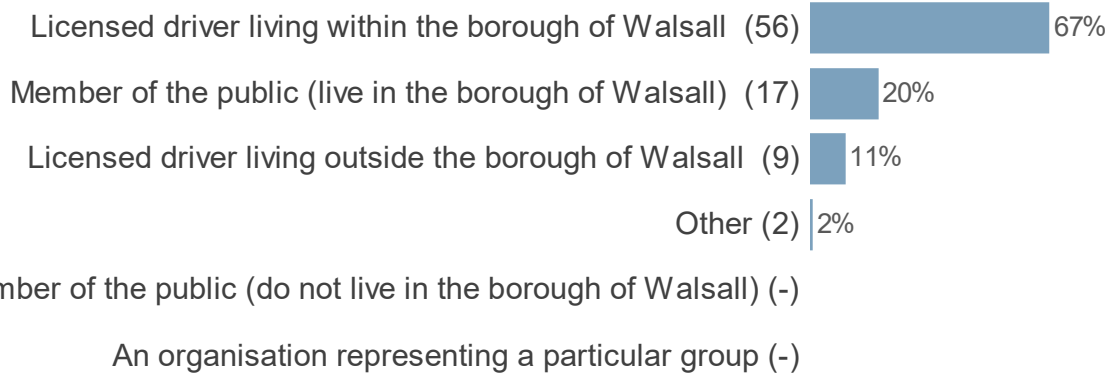 Licensed driver living within the borough of Walsall (56) 67%
Member of the public (live in the borough of Walsall) (17) 20%
Licensed driver living outside the borough of Walsall (9) 11%
Other (2) 2%
mber of the public (do not live in the borough of Walsall) (-)
An organisation representing a particular group (-)